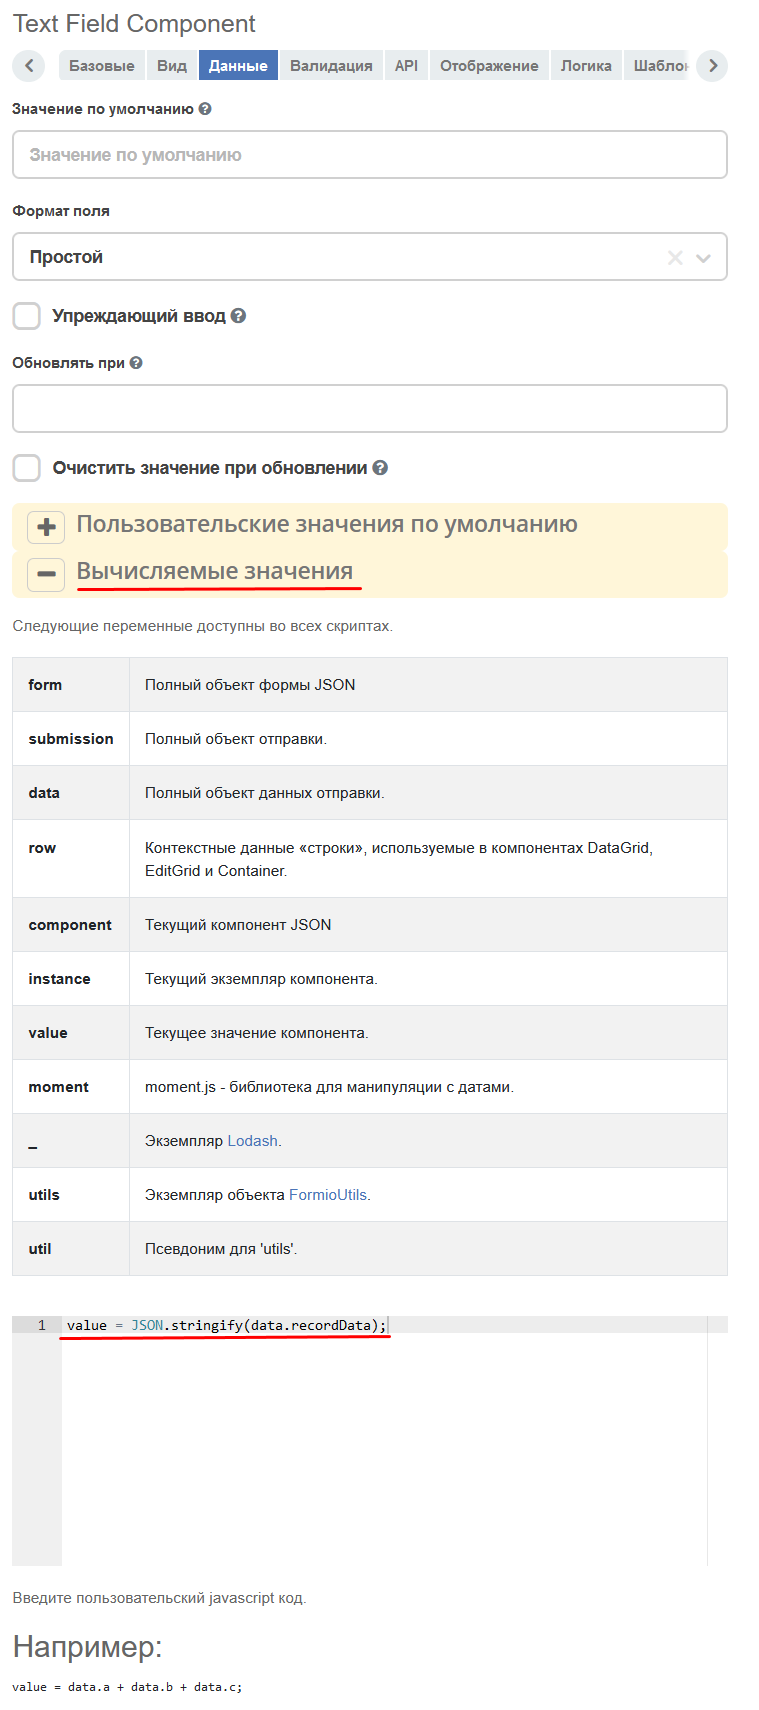 Text Field Component
Базовые Вид Данные Валидация API Отображение Логика Шаблон
Значение по умолчанию
Значение по умолчанию
Формат поля
Простой
Упреждающий ввод
Обновлять при
Очистить значение при обновлении
Пользовательские значения по умолчанию
Вычисляемые значения
Следующие переменные доступны во всех скриптах.
form Полный объект формы JSON
submission Полный объект отправки.
data Полный объект данных отправки.
row Контекстные данные «строки», используемые в компонентах DataGrid,
EditGrid и Container.
component Текущий компонент JSON
instance Текущий экземпляр компонента.
value Текущее значение компонента.
moment moment.js - библиотека для манипуляции с датами.
_ Экземпляр Lodash.
utils Экземпляр объекта FormioUtils.
util Псевдоним для 'utils'.
1 value = JSON.stringify(data.recordData);
Введите пользовательский javascript код.
Например:
value = data.a + data.b + data.c;